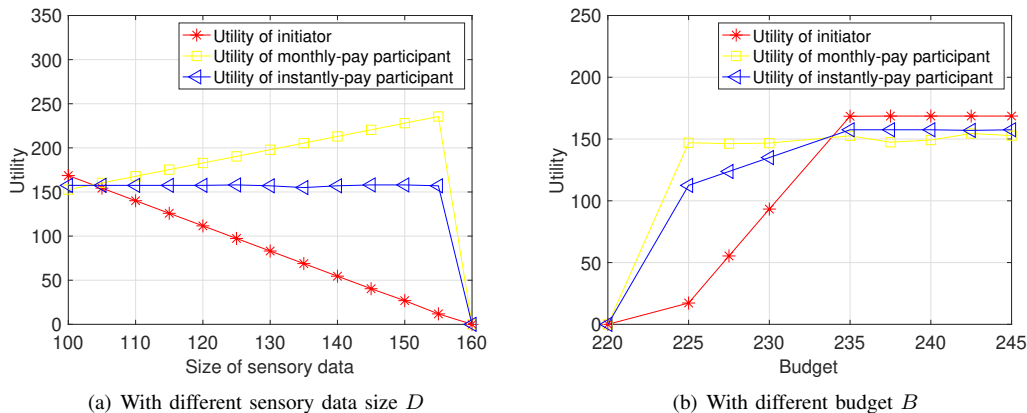 350
300
250
200
150
100
50
0
Utility
Utility of initiator
Utility of monthly-pay participant
Utility of instantly-pay participant
100 110 120 130 140 150 160
Size of sensory data
(a) With different sensory data size D
250
200
150
100
50
0
Utility
Utility of initiator
Utility of monthly-pay participant
Utility of instantly-pay participant
220 225 230 235 240 245
Budget
(b) With different budget B